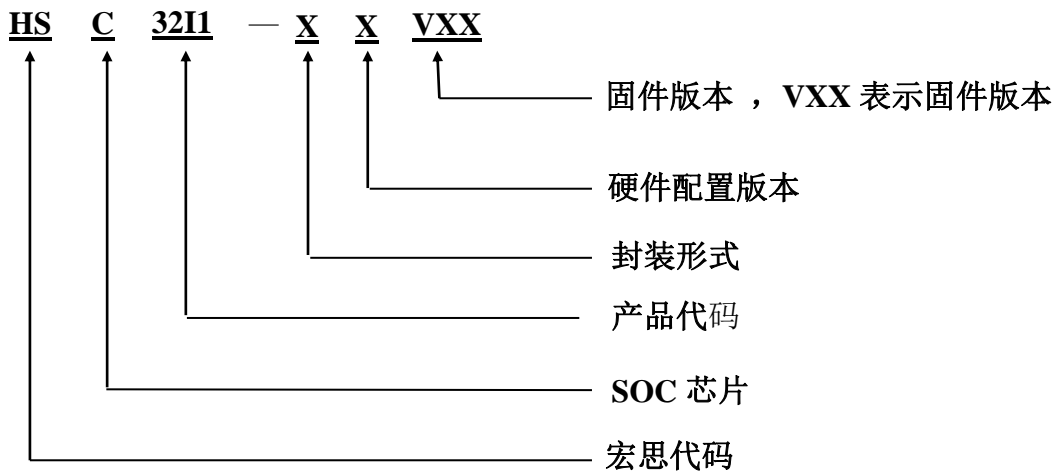 HS C 32I1 — X X VXX
固件版本 ，VXX 表示固件版本
硬件配置版本
封装形式
产品代码
SOC 芯片
宏思代码